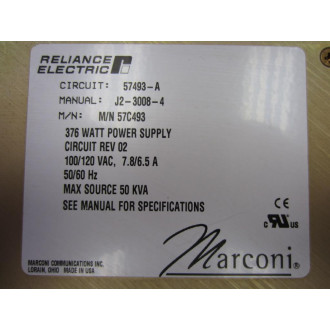 RELIANCE
ELECTRIC
CIRCUIT: 57493-A
MANUAL: J2-3008-4
M/N: M/N 57C493
376 WATT POWER SUPPLY
CIRCUIT REV 02
100/120 VAC, 7.8/6.5 A
50/60 Hz
MAX SOURCE 50 KVA
SEE MANUAL FOR SPECIFICATIONS
CE
C UL US
Marconi®
MARCONI COMMUNICATIONS INC.
LORAIN, OHIO MADE IN USA